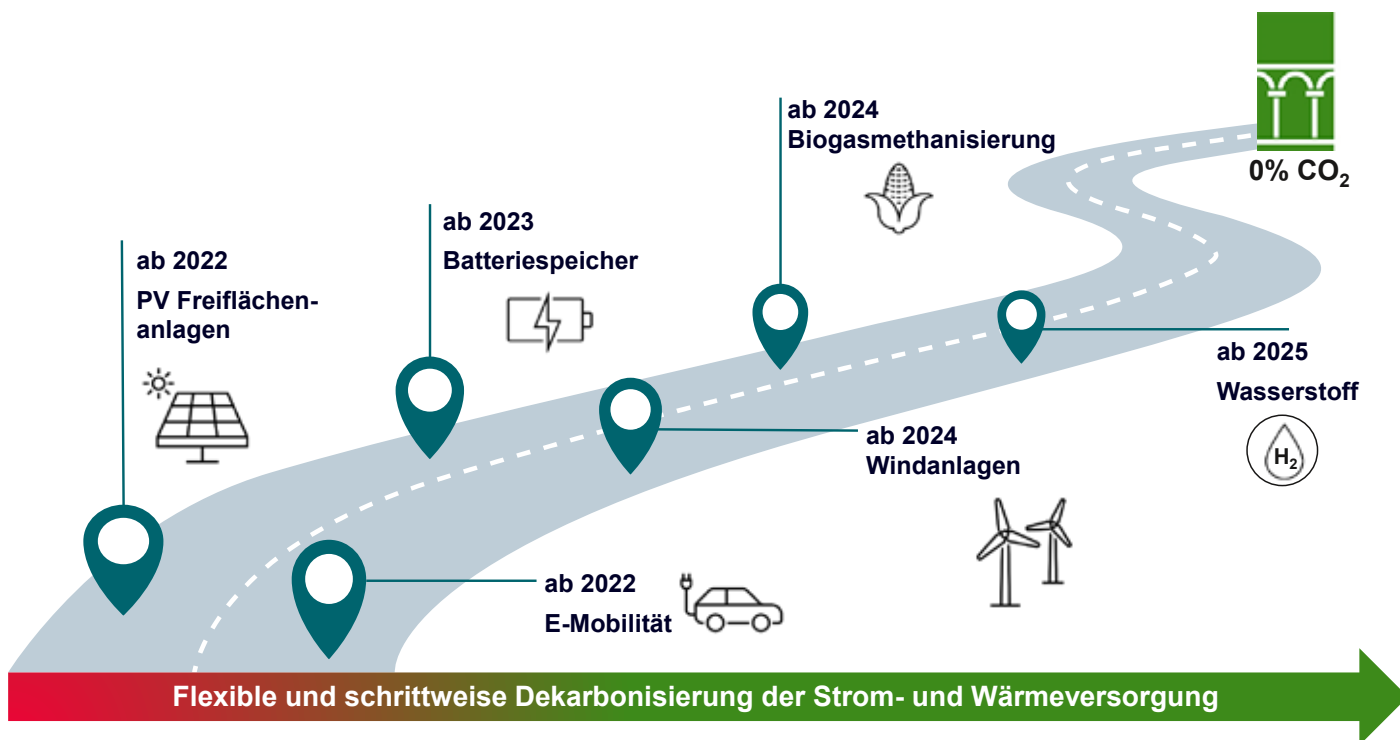 ab 2022
PV Freiflächen-
anlagen
ab 2023
Batteriespeicher
ab 2024
Biogasmethanisierung
0% CO₂
ab 2025
Wasserstoff
H₂
ab 2024
Windanlagen
ab 2022
E-Mobilität
Flexible und schrittweise Dekarbonisierung der Strom- und Wärmeversorgung